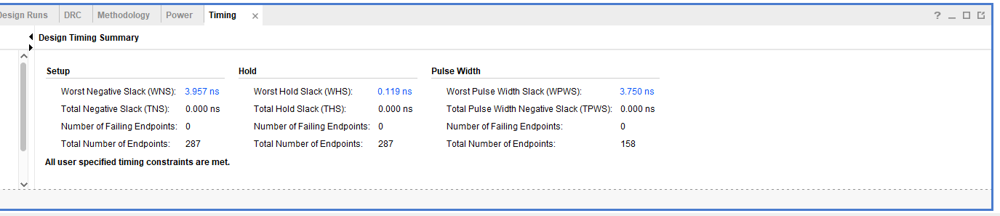 Design Runs DRC Methodology Power Timing × ?
Design Timing Summary
Setup Hold Pulse Width
Worst Negative Slack (WNS): 3.957 ns Worst Hold Slack (WHS): 0.119 ns Worst Pulse Width Slack (WPWS): 3.750 ns
Total Negative Slack (TNS): 0.000 ns Total Hold Slack (THS): 0.000 ns Total Pulse Width Negative Slack (TPWS): 0.000 ns
Number of Failing Endpoints: 0 Number of Failing Endpoints: 0 Number of Failing Endpoints: 0
Total Number of Endpoints: 287 Total Number of Endpoints: 287 Total Number of Endpoints: 158
All user specified timing constraints are met.